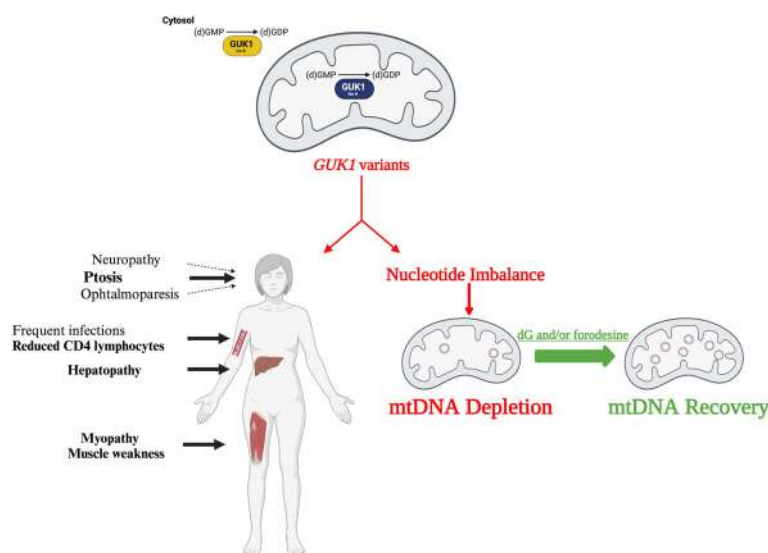 Cytosol
(d)GMP (d)GDP
GUK1
(d)GMP (d)GDP
GUK1
GUK1 variants
Neuropathy
Ptosis
Ophtalmoparesis
Frequent infections
Reduced CD4 lymphocytes
Hepatopathy
Myopathy
Muscle weakness
Nucleotide Imbalance
dG and/or forodesine
mtDNA Depletion
mtDNA Recovery